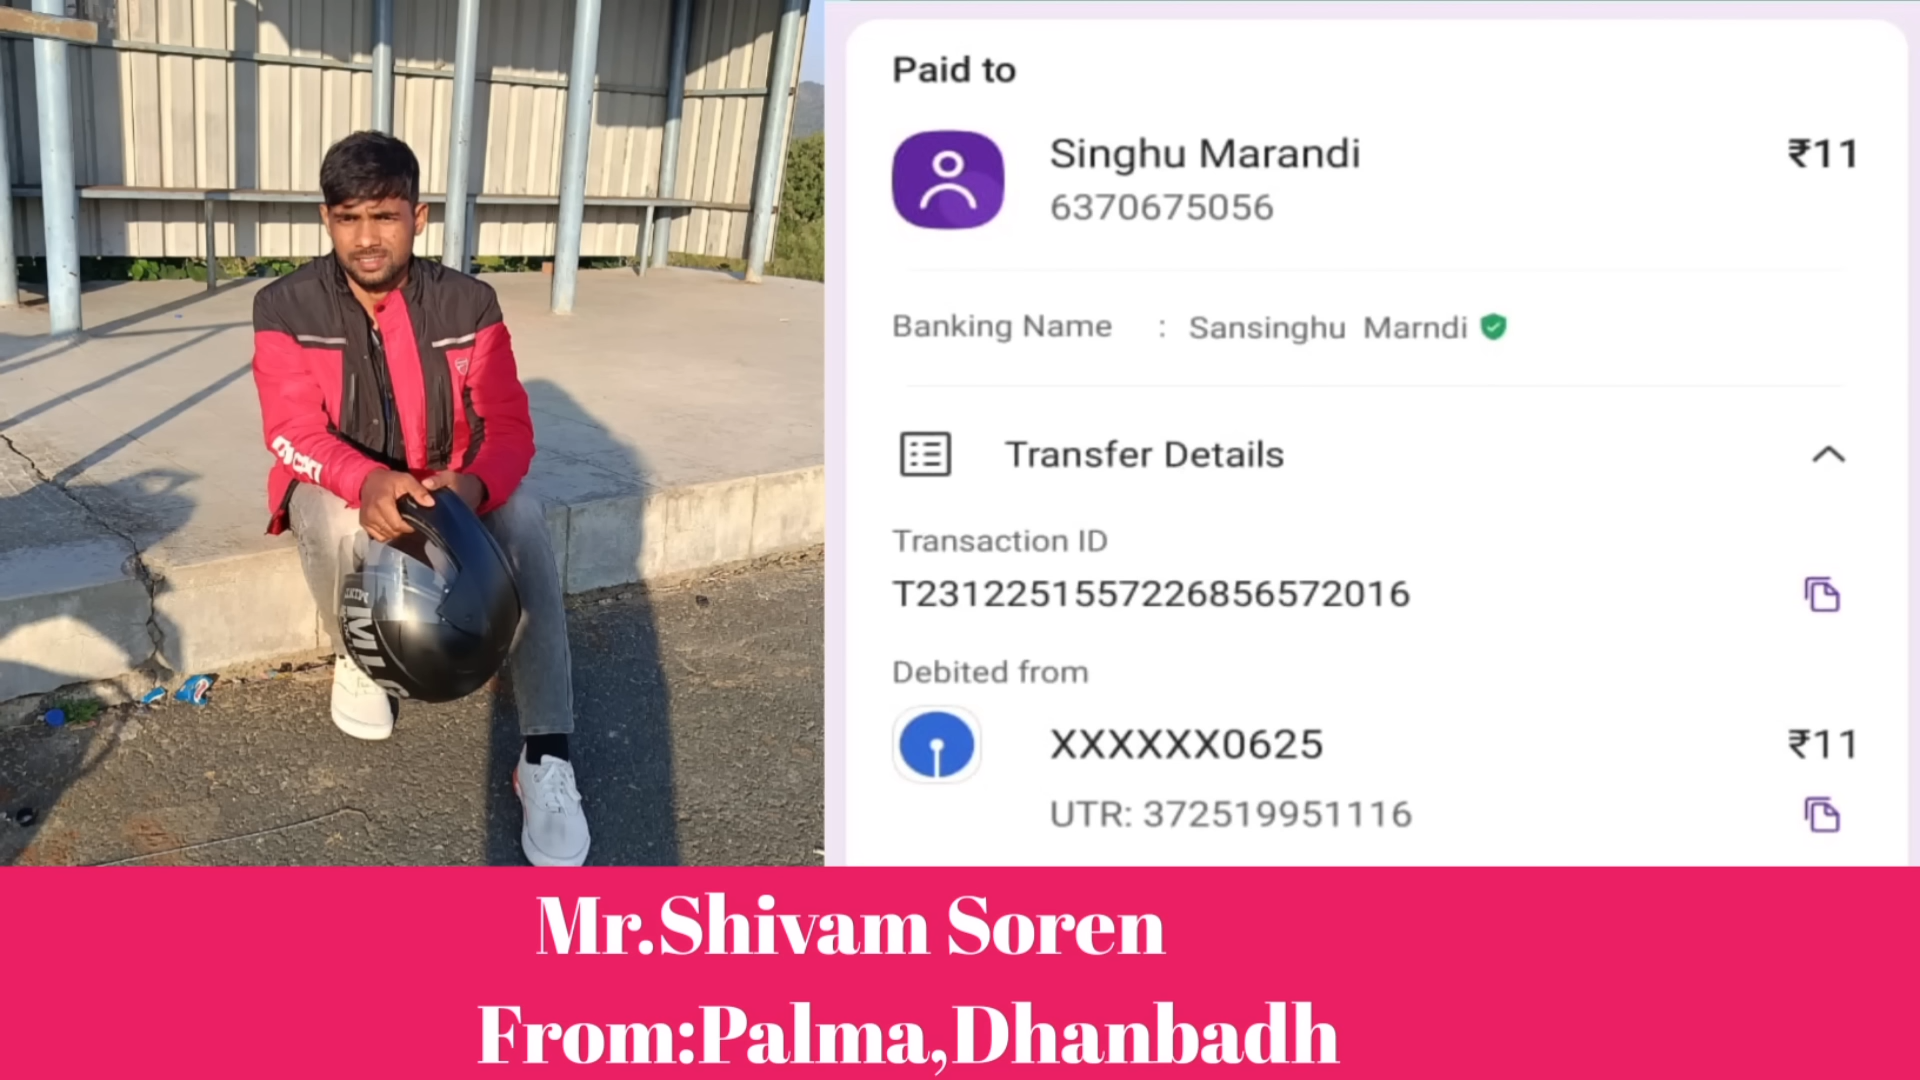 Paid to
Singhu Marandi
₹11
6370675056
Banking Name : Sansinghu Marndi
Transfer Details
Transaction ID
T2312251557226856572016
Debited from
XXXXXX0625
₹11
UTR: 372519951116
Mr.Shivam Soren
From:Palma,Dhanbadh